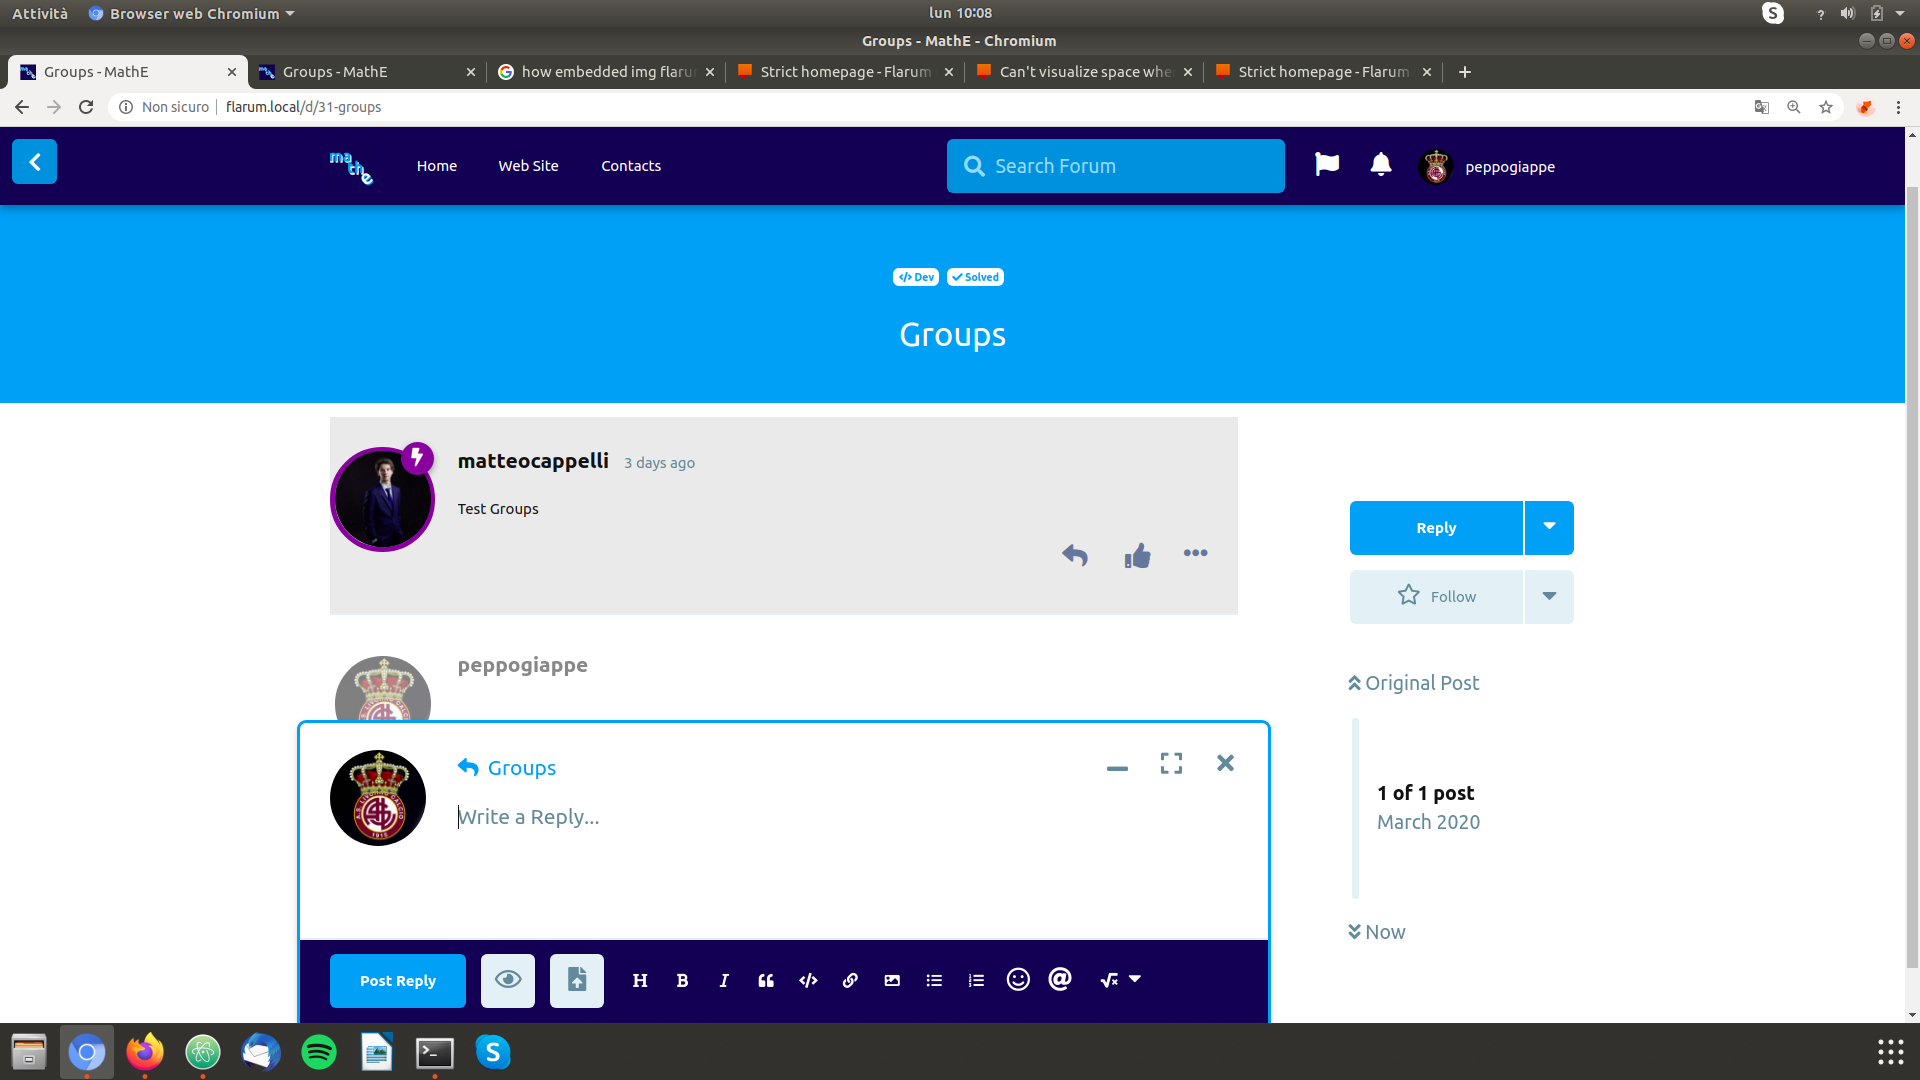 Attività Browser web Chromium lun 10:08
Groups - MathE - Chromium
Groups - MathE Groups - MathE how embedded img flaru Strict homepage - Flarum Can't visualize space whe Strict homepage - Flarum
Non sicuro flarum.local/d/31-groups
mathe Home Web Site Contacts Search Forum peppogiappe
Dev Solved
Groups
matteocappelli 3 days ago
Test Groups
Reply
Follow
peppogiappe
Original Post
Groups
Write a Reply...
1 of 1 post
March 2020
Now
Post Reply